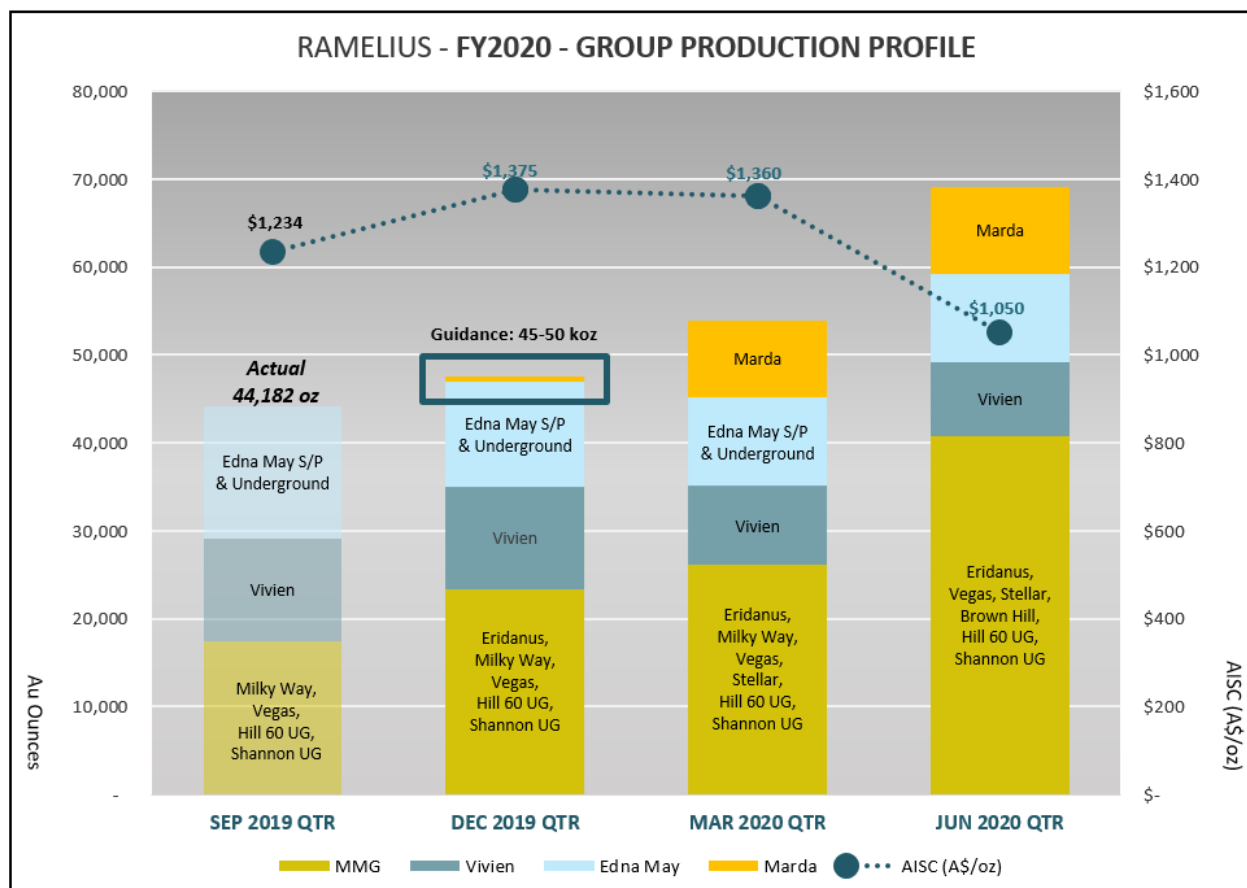 RAMELIUS - FY2020 - GROUP PRODUCTION PROFILE
80,000
70,000
60,000
50,000
40,000
30,000
20,000
10,000
-
Au Ounces
$1,600
$1,400
$1,200
$1,000
$800
$600
$400
$200
$-
AISC (A$/oz)
$1,234
$1,375
$1,360
$1,050
Actual
44,182 oz
Edna May S/P
& Underground
Vivien
Milky Way,
Vegas,
Hill 60 UG,
Shannon UG
Guidance: 45-50 koz
Edna May S/P
& Underground
Vivien
Eridanus,
Milky Way,
Vegas,
Hill 60 UG,
Shannon UG
Marda
Edna May S/P
& Underground
Vivien
Eridanus,
Milky Way,
Vegas,
Stellar,
Hill 60 UG,
Shannon UG
Marda
Vivien
Eridanus,
Vegas, Stellar,
Brown Hill,
Hill 60 UG,
Shannon UG
SEP 2019 QTR
DEC 2019 QTR
MAR 2020 QTR
JUN 2020 QTR
MMG
Vivien
Edna May
Marda
AISC (A$/oz)